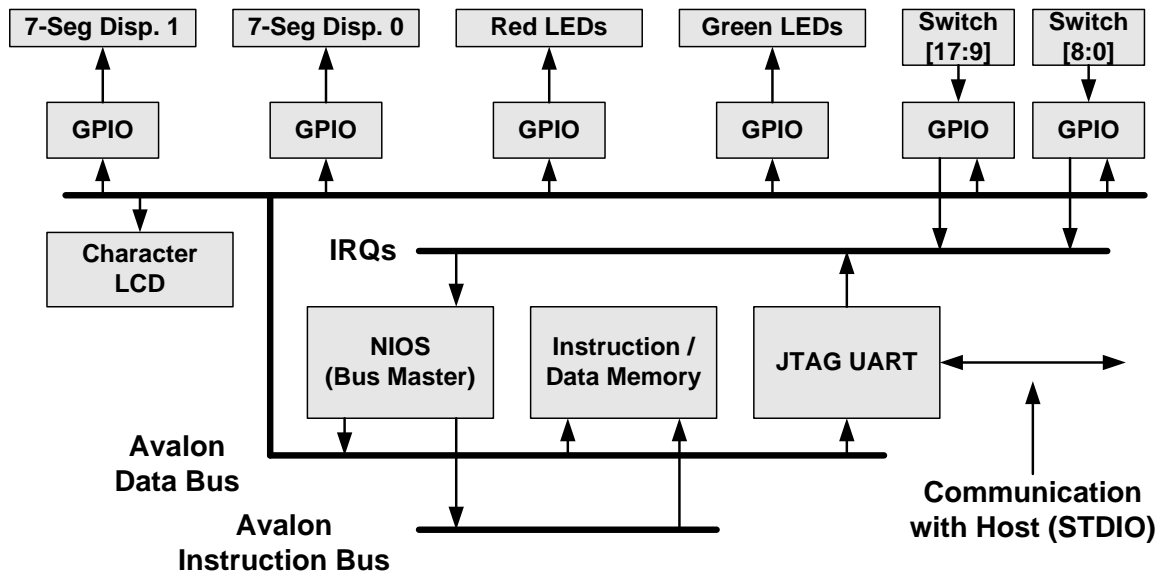 7-Seg Disp. 1
7-Seg Disp. 0
Red LEDs
Green LEDs
Switch
[17:9]
Switch
[8:0]
GPIO
GPIO
GPIO
GPIO
GPIO
GPIO
Character
LCD
IRQs
NIOS
(Bus Master)
Instruction /
Data Memory
JTAG UART
Avalon
Data Bus
Communication
with Host (STDIO)
Avalon
Instruction Bus